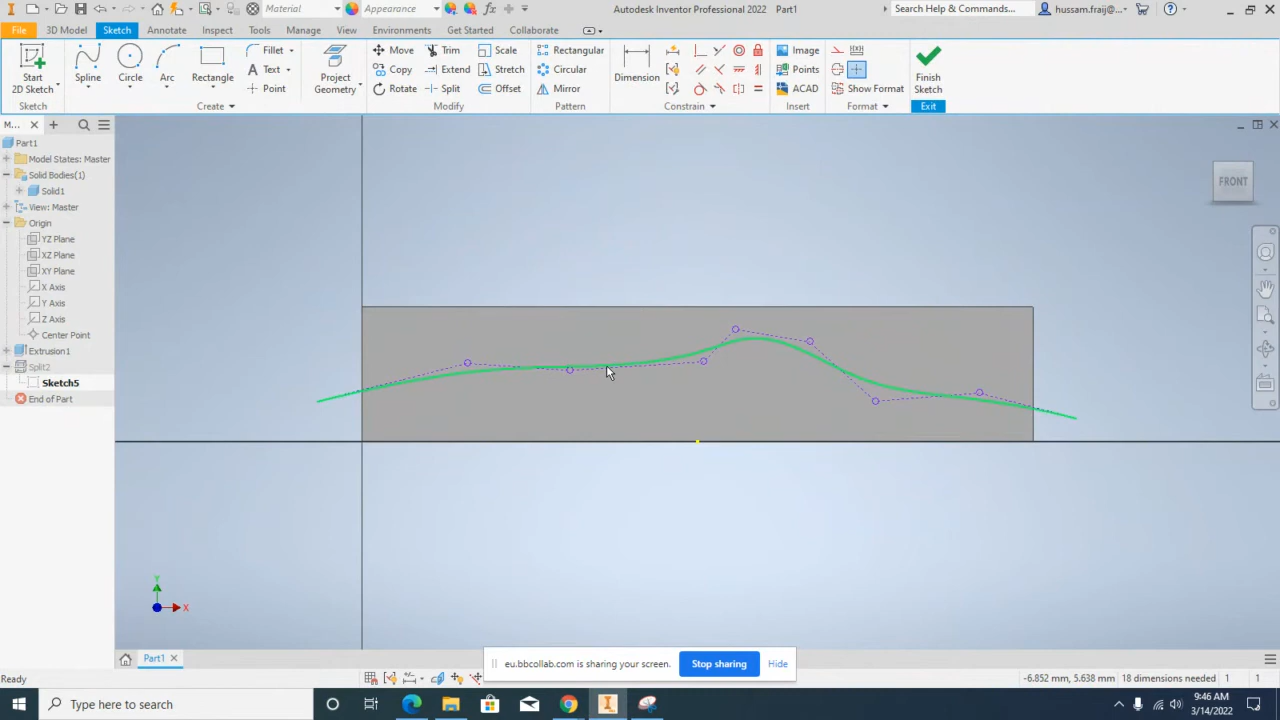 Material
Appearance
Autodesk Inventor Professional 2022 Part1
Search Help & Commands...
hussam.fraij@...
File
3D Model
Sketch
Annotate
Inspect
Tools
Manage
View
Environments
Get Started
Collaborate
Start
2D Sketch
Spline
Circle
Arc
Rectangle
Fillet
Text
Point
Project
Geometry
Move
Copy
Rotate
Trim
Extend
Split
Scale
Stretch
Offset
Rectangular
Circular
Mirror
Dimension
Image
Points
ACAD
Show Format
Finish
Sketch
Sketch
Create
Modify
Pattern
Constrain
Insert
Format
Exit
M...
Part1
Model States: Master
Solid Bodies(1)
Solid1
View: Master
Origin
YZ Plane
XZ Plane
XY Plane
X Axis
Y Axis
Z Axis
Center Point
Extrusion1
Split2
Sketch5
End of Part
FRONT
Y
X
Part1
eu.bbcollab.com is sharing your screen.
Stop sharing
Hide
Ready
-6.852 mm, 5.638 mm
18 dimensions needed
1
1
Type here to search
9:46 AM
3/14/2022